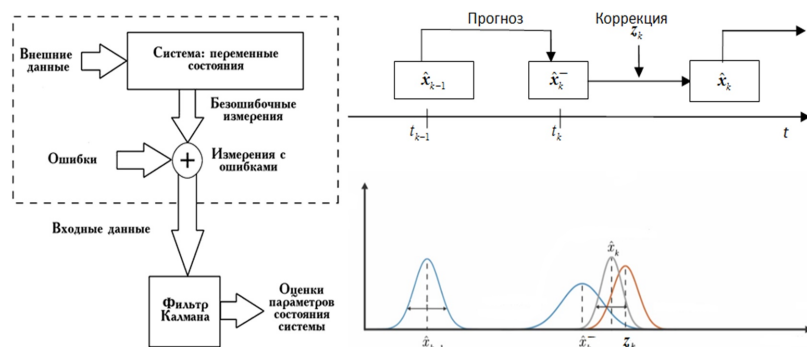 Внешние
данные
Система: переменные
состояния
Безошибочные
измерения
Ошибки
+
Измерения с
ошибками
Входные данные
Фильтр
Калмана
Оценки
параметров
состояния
системы
Прогноз
Коррекция
z_k
x̂_{k-1}
x̂_k^-
x̂_k
t_{k-1}
t_k
t
x̂_k
x̂_k^-
z_k